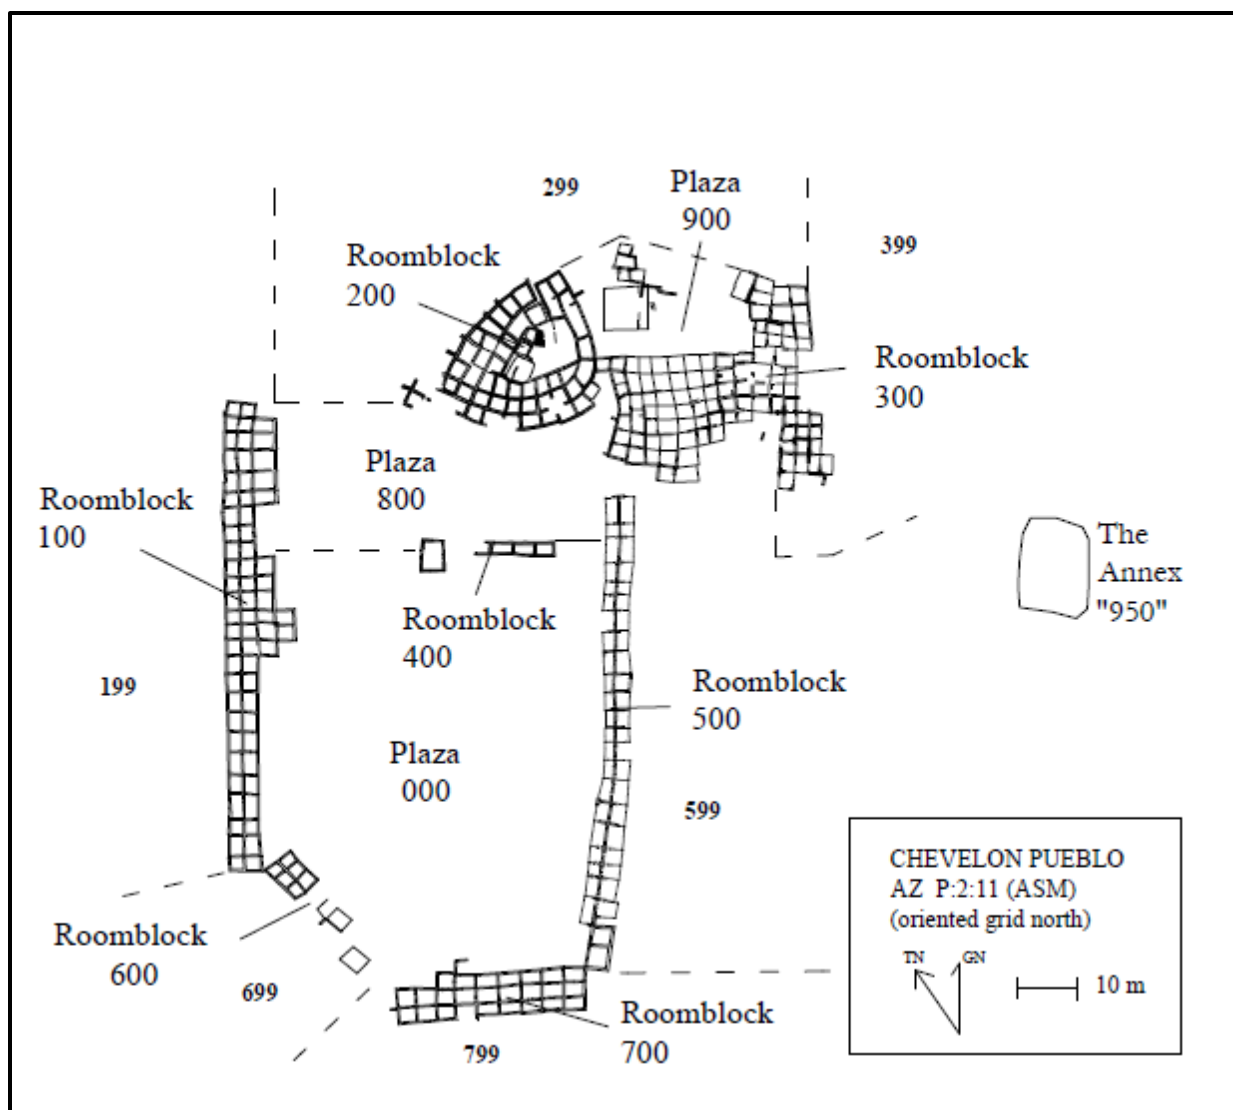 299
Plaza
900
399
Roomblock
200
Roomblock
300
Plaza
800
Roomblock
100
The
Annex
"950"
Roomblock
400
199
Roomblock
500
Plaza
000
599
CHEVELON PUEBLO
AZ P:2:11 (ASM)
(oriented grid north)
TN GN
10 m
Roomblock
600
699
Roomblock
700
799